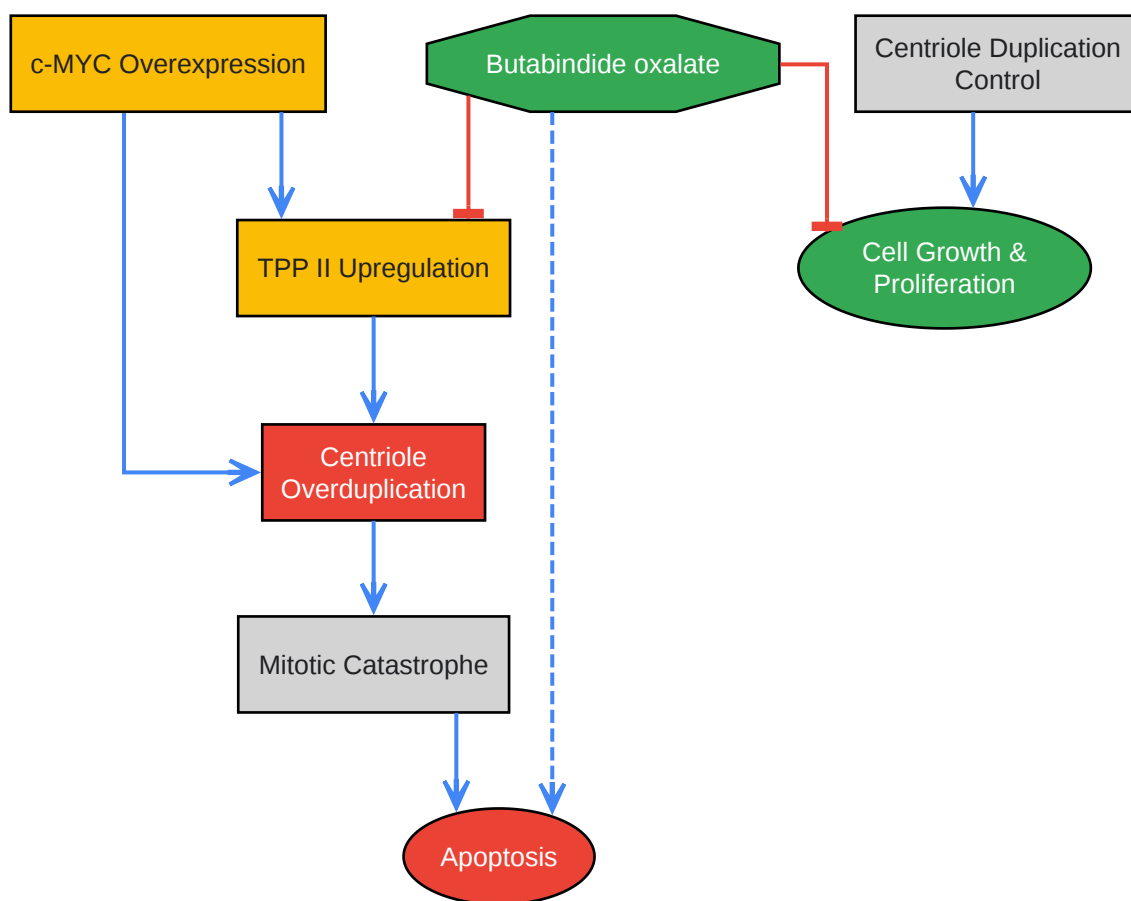 c-MYC Overexpression
Butabindide oxalate
Centriole Duplication
Control
TPP II Upregulation
Cell Growth &
Proliferation
Centriole
Overduplication
Mitotic Catastrophe
Apoptosis